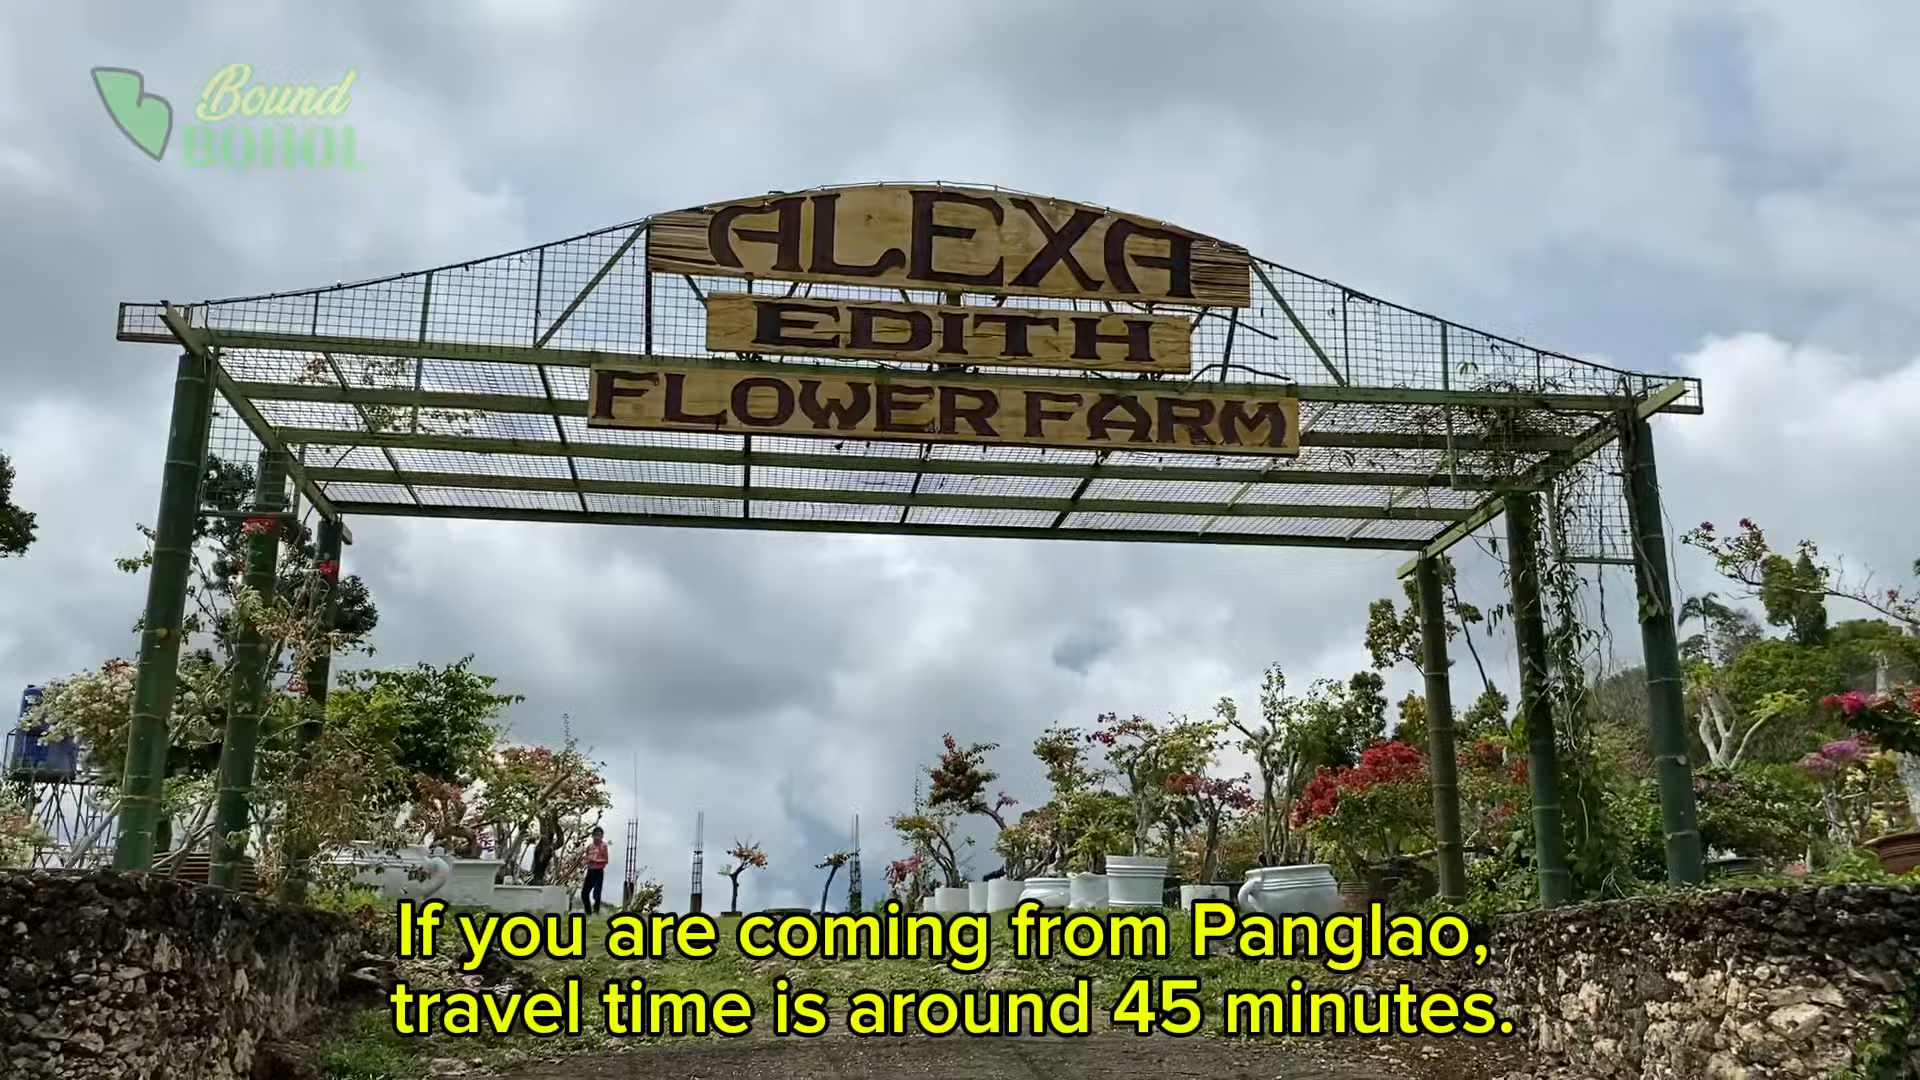 Bound
BOHOL
ALEXA
EDITH
FLOWER FARM
If you are coming from Panglao,
travel time is around 45 minutes.